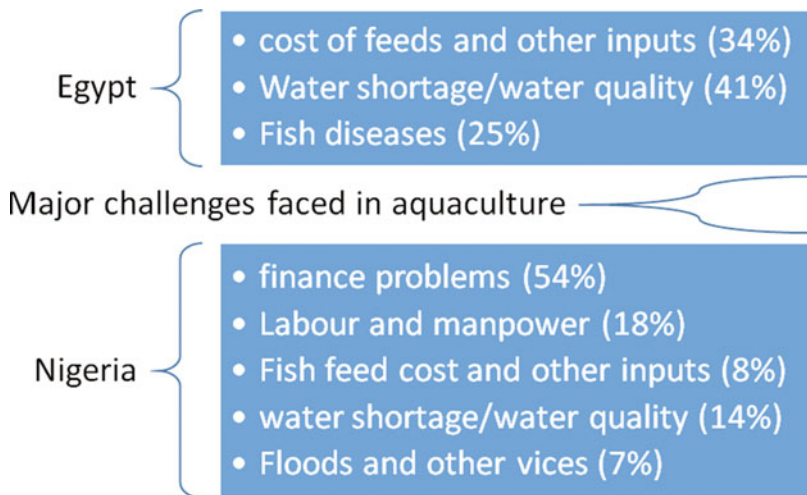 Egypt
• cost of feeds and other inputs (34%)
• Water shortage/water quality (41%)
• Fish diseases (25%)
Major challenges faced in aquaculture
Nigeria
• finance problems (54%)
• Labour and manpower (18%)
• Fish feed cost and other inputs (8%)
• water shortage/water quality (14%)
• Floods and other vices (7%)